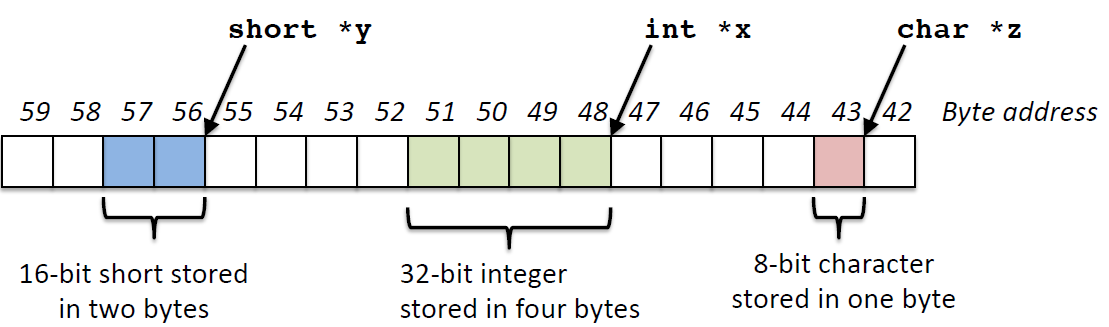 short *y int *x char *z
59 58 57 56 55 54 53 52 51 50 49 48 47 46 45 44 43 42 Byte address
16-bit short stored
in two bytes
32-bit integer
stored in four bytes
8-bit character
stored in one byte